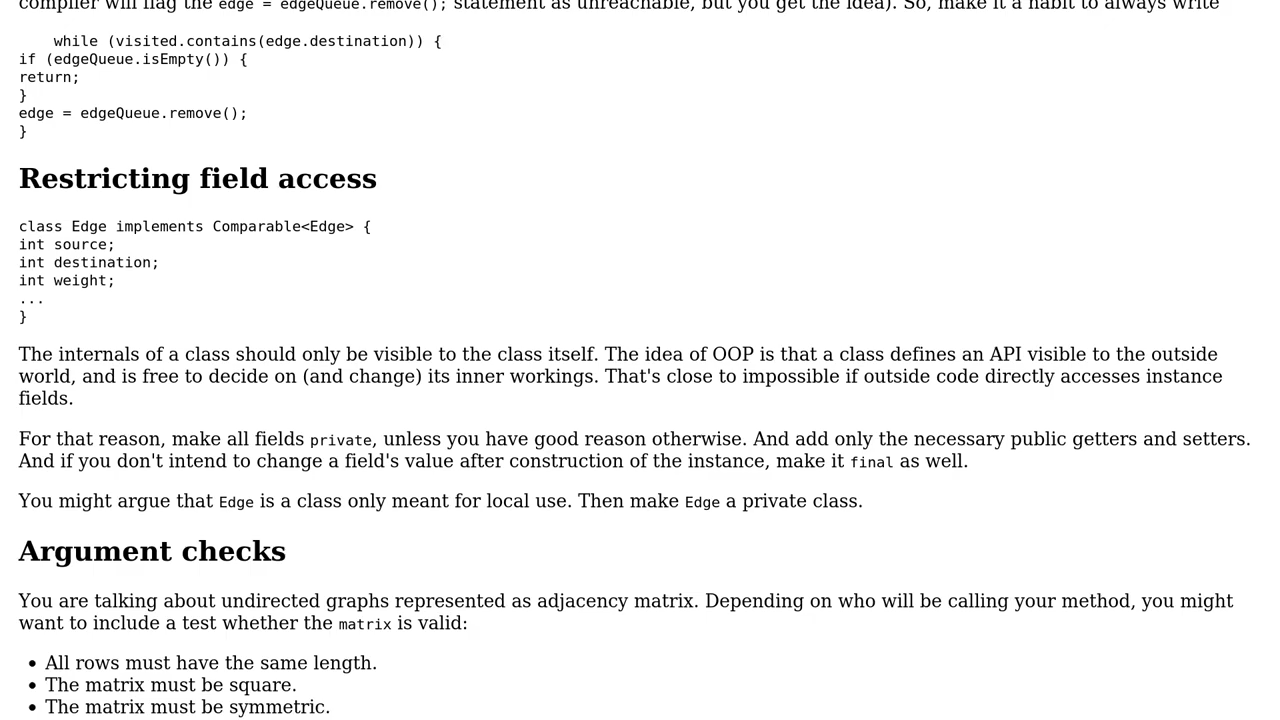 compiler will flag the edge = edgeQueue.remove(); statement as unreachable, but you get the idea). So, make it a habit to always write
while (visited.contains(edge.destination)) {
if (edgeQueue.isEmpty()) {
return;
}
edge = edgeQueue.remove();
}
Restricting field access
class Edge implements Comparable<Edge> {
int source;
int destination;
int weight;
...
}
The internals of a class should only be visible to the class itself. The idea of OOP is that a class defines an API visible to the outside
world, and is free to decide on (and change) its inner workings. That's close to impossible if outside code directly accesses instance
fields.
For that reason, make all fields private, unless you have good reason otherwise. And add only the necessary public getters and setters.
And if you don't intend to change a field's value after construction of the instance, make it final as well.
You might argue that Edge is a class only meant for local use. Then make Edge a private class.
Argument checks
You are talking about undirected graphs represented as adjacency matrix. Depending on who will be calling your method, you might
want to include a test whether the matrix is valid:
• All rows must have the same length.
• The matrix must be square.
• The matrix must be symmetric.